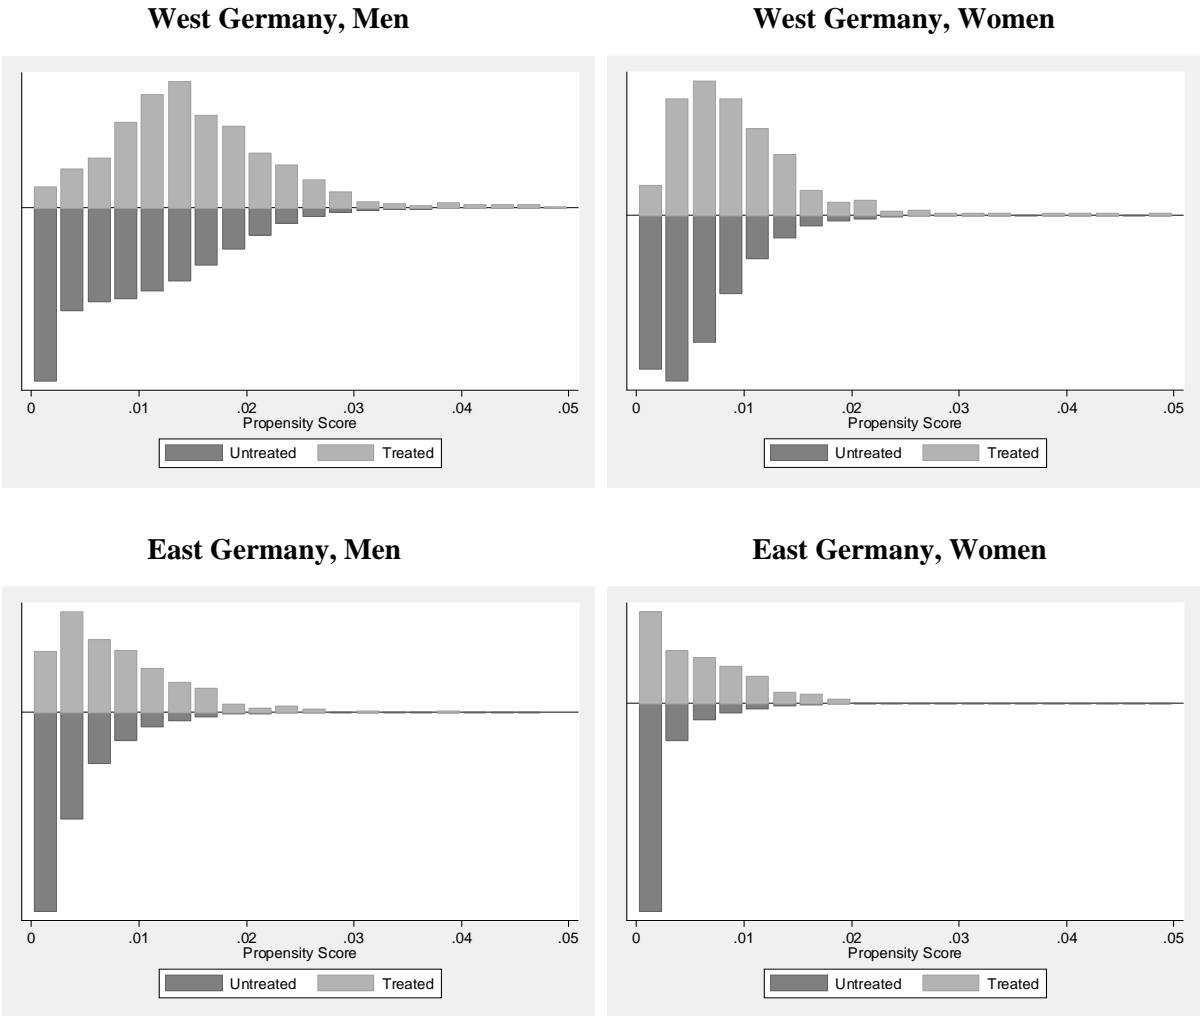 West Germany, Men
West Germany, Women
0 .01 .02 .03 .04 .05
Propensity Score
Untreated Treated
0 .01 .02 .03 .04 .05
Propensity Score
Untreated Treated
East Germany, Men
East Germany, Women
0 .01 .02 .03 .04 .05
Propensity Score
Untreated Treated
0 .01 .02 .03 .04 .05
Propensity Score
Untreated Treated